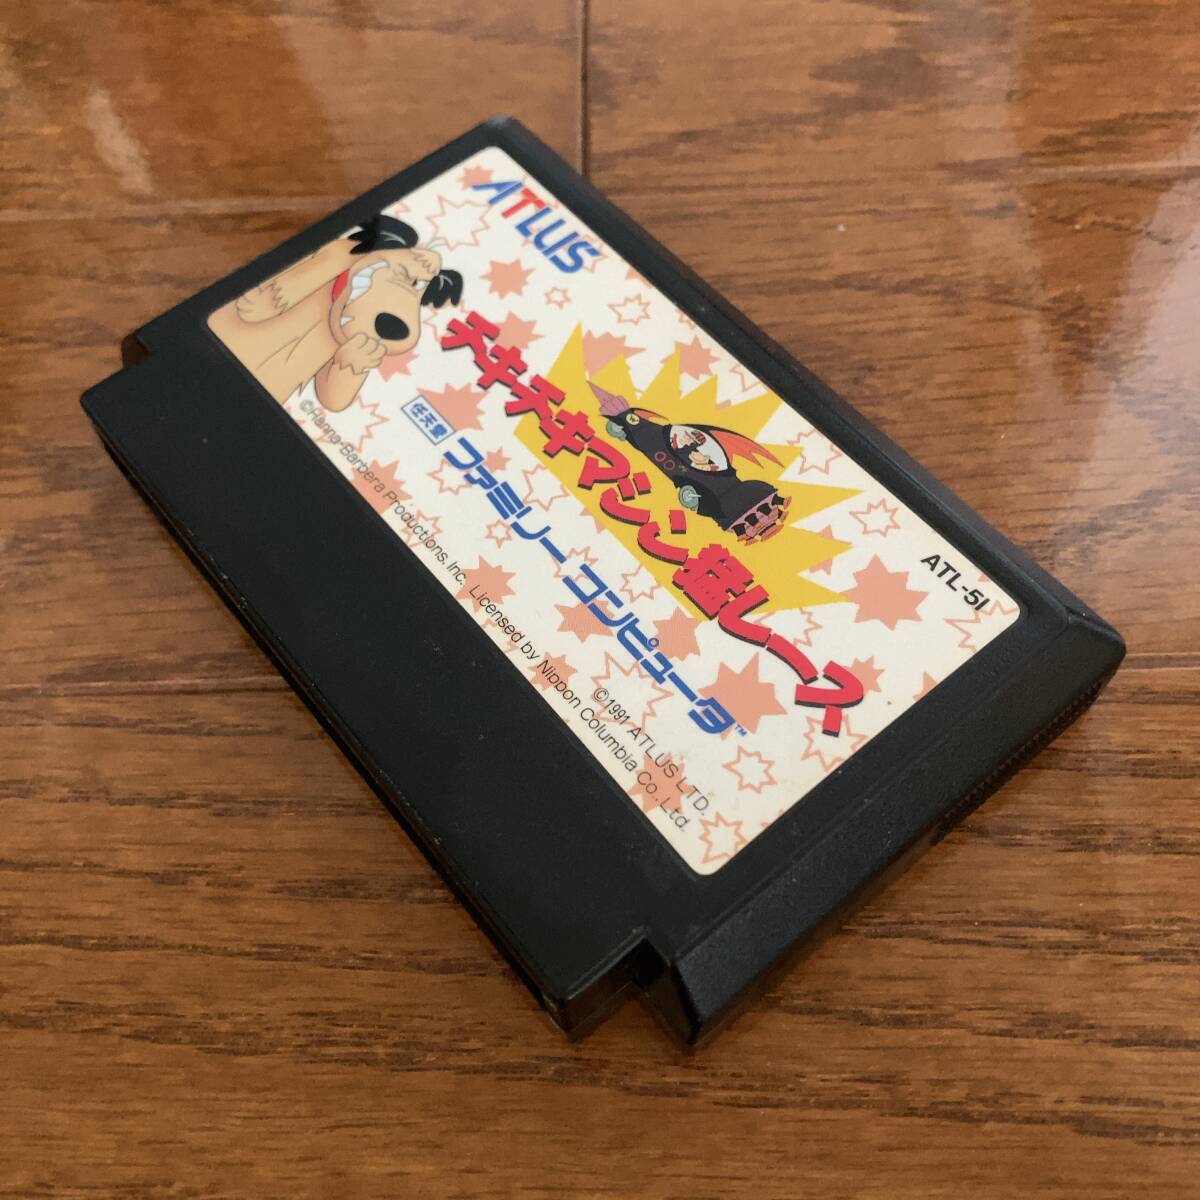 ATLUS
チキチキマシン猛レース
任天堂 ファミリー コンピュータ™
ATL-5I
©Hanna-Barbera Productions, Inc.
©1991 ATLUS LTD.
Licensed by Nippon Columbia Co., Ltd.